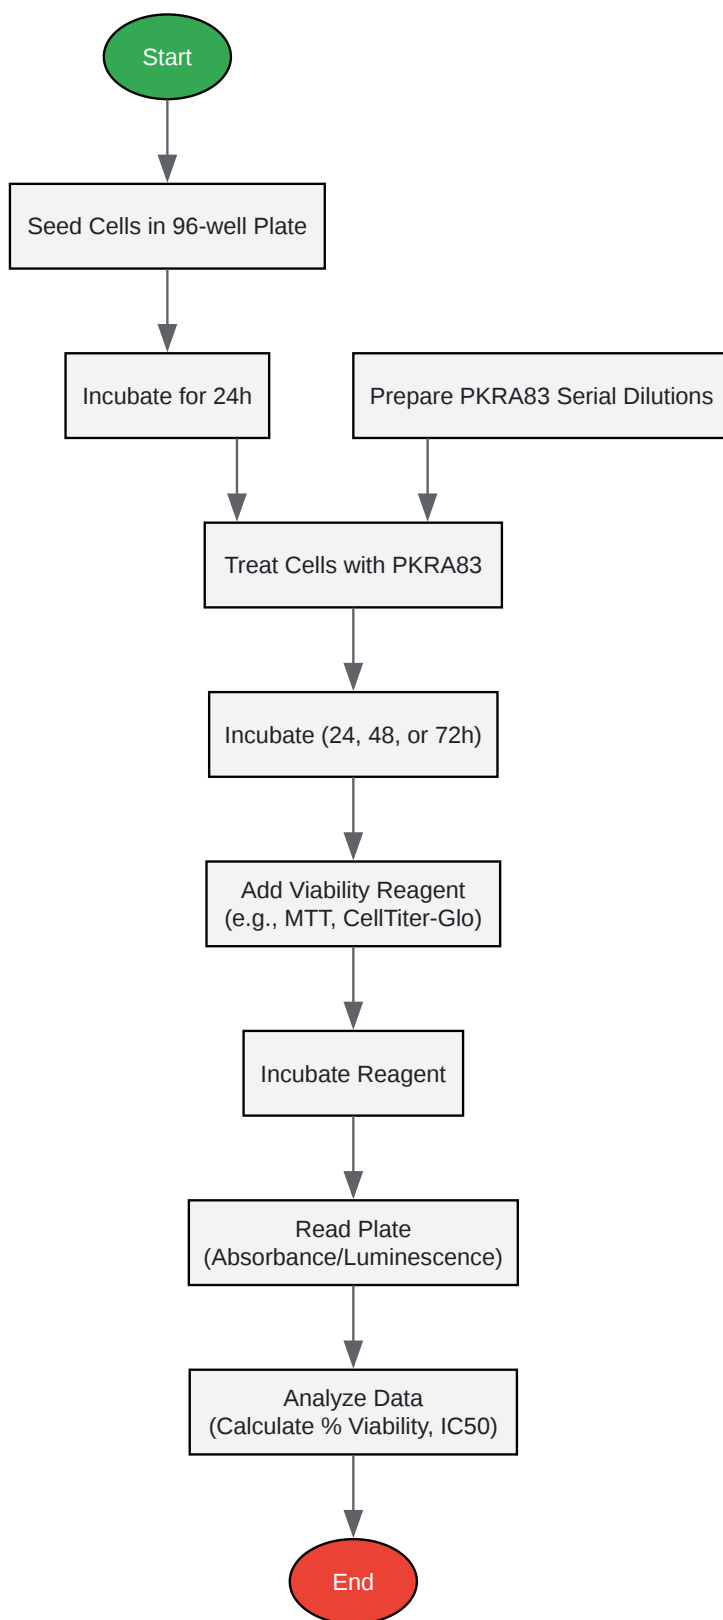 Start
Seed Cells in 96-well Plate
Incubate for 24h
Prepare PKRA83 Serial Dilutions
Treat Cells with PKRA83
Incubate (24, 48, or 72h)
Add Viability Reagent
(e.g., MTT, CellTiter-Glo)
Incubate Reagent
Read Plate
(Absorbance/Luminescence)
Analyze Data
(Calculate % Viability, IC50)
End